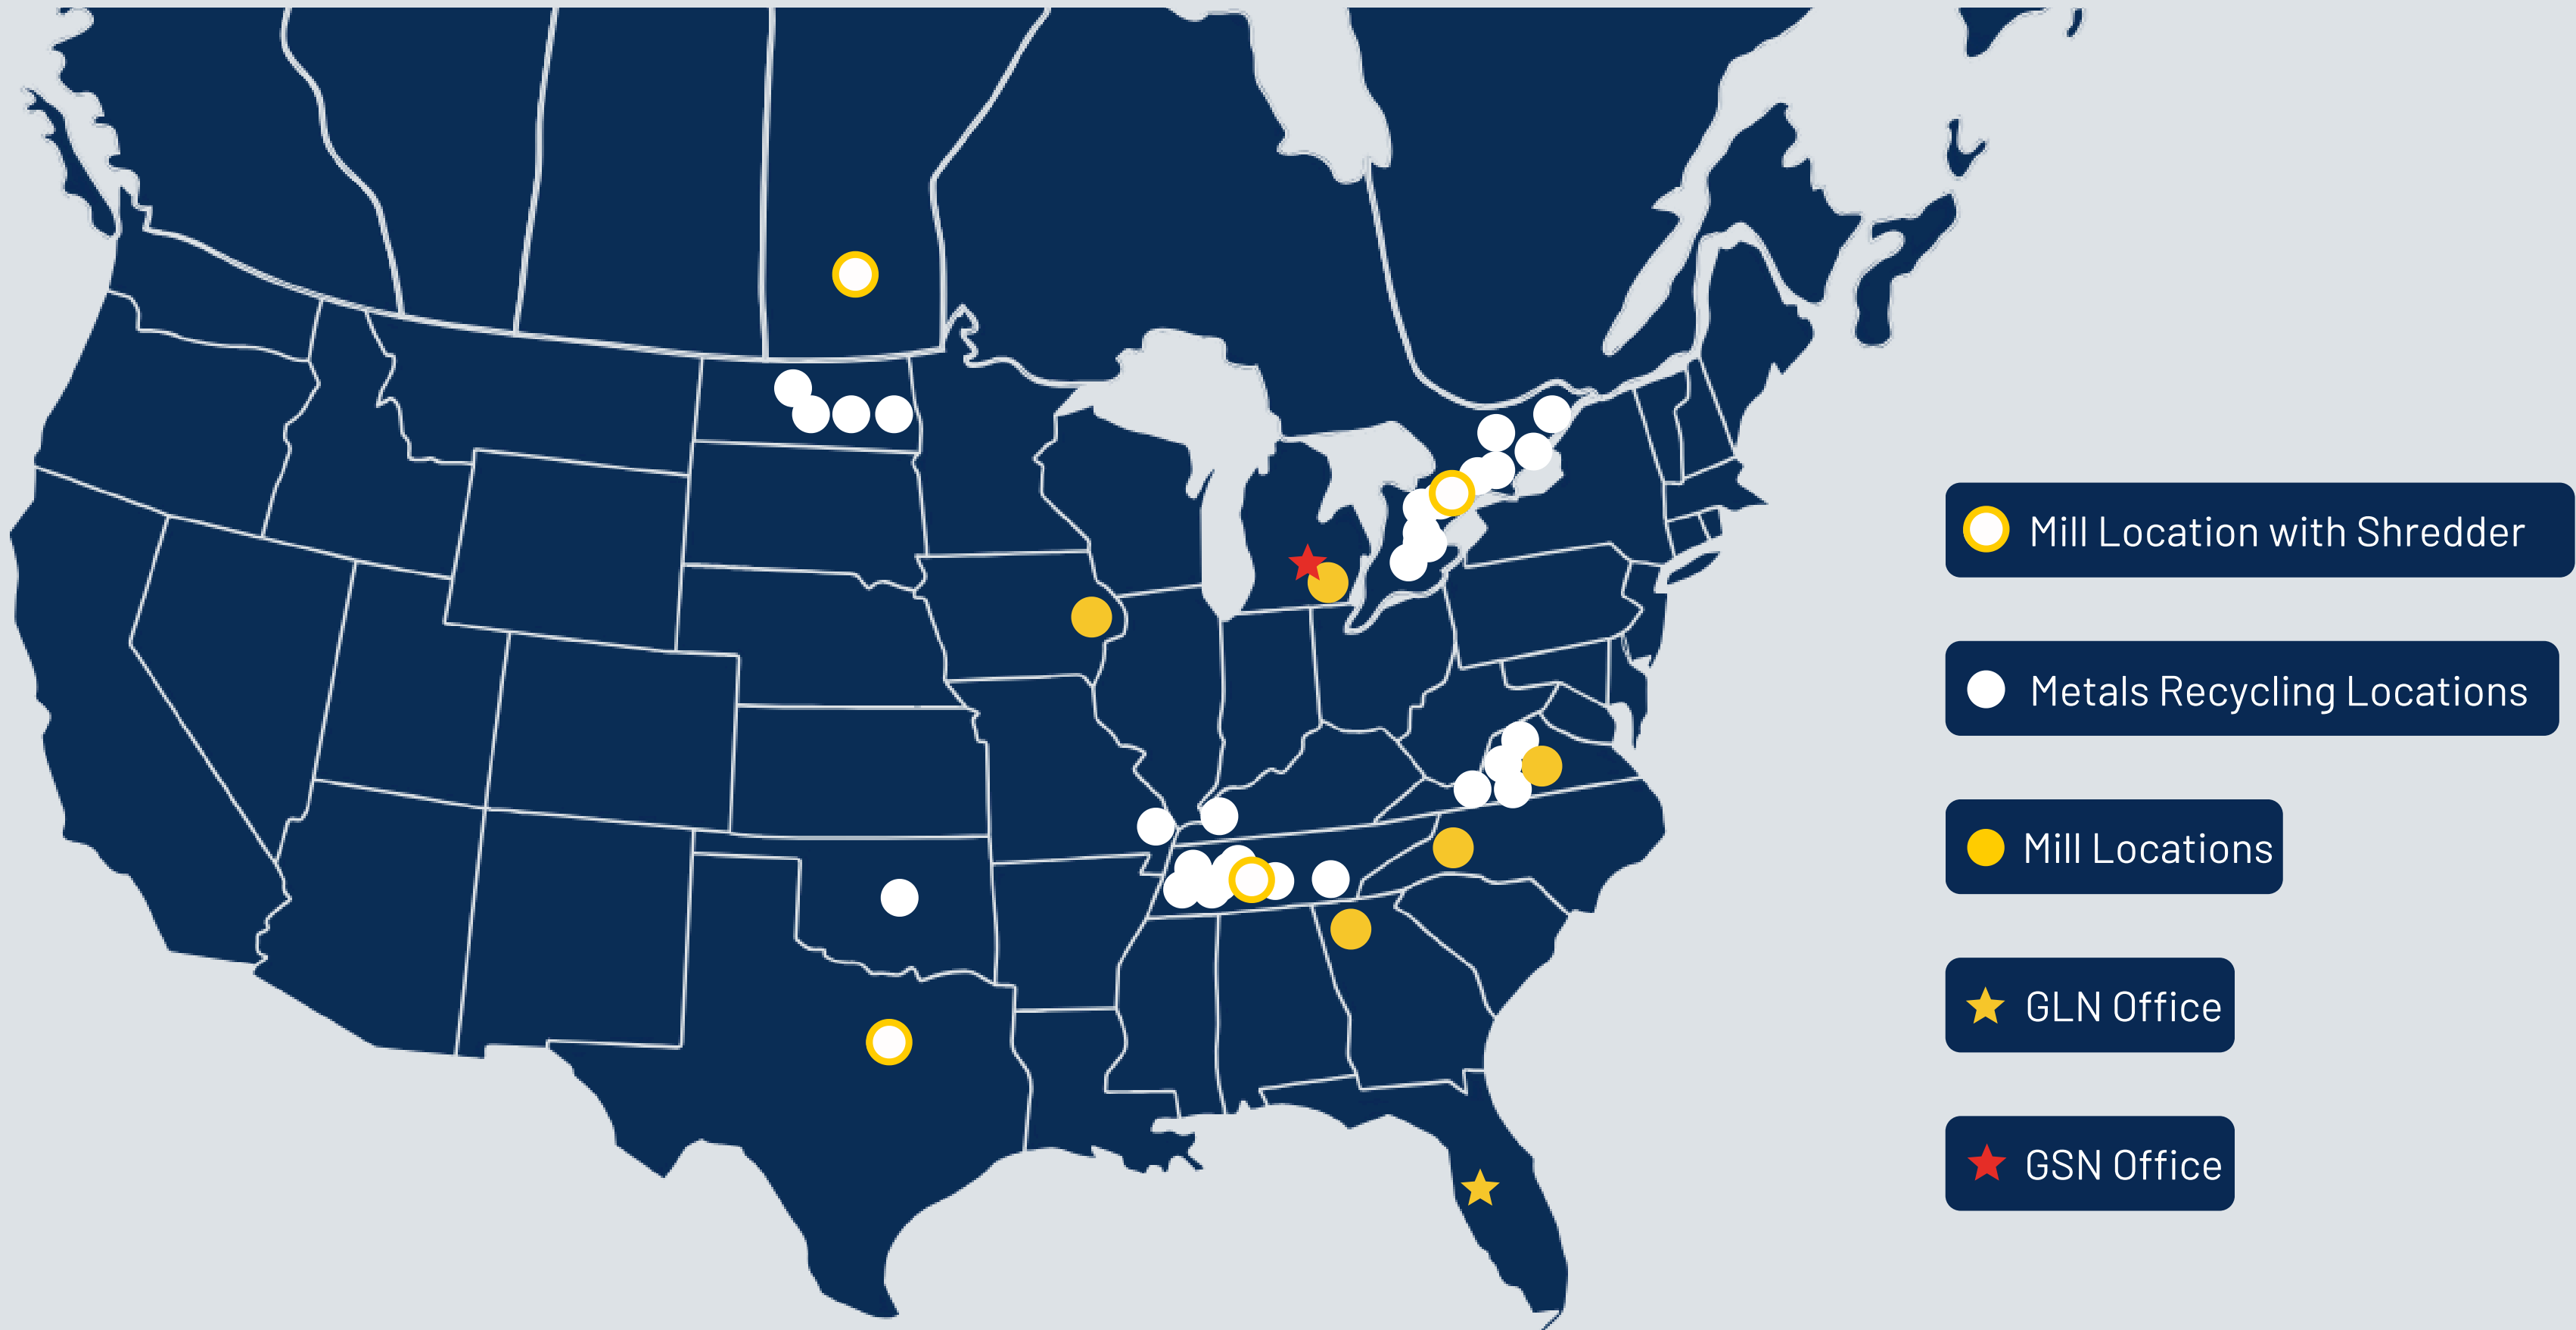 Mill Location with Shredder
Metals Recycling Locations
Mill Locations
GLN Office
GSN Office